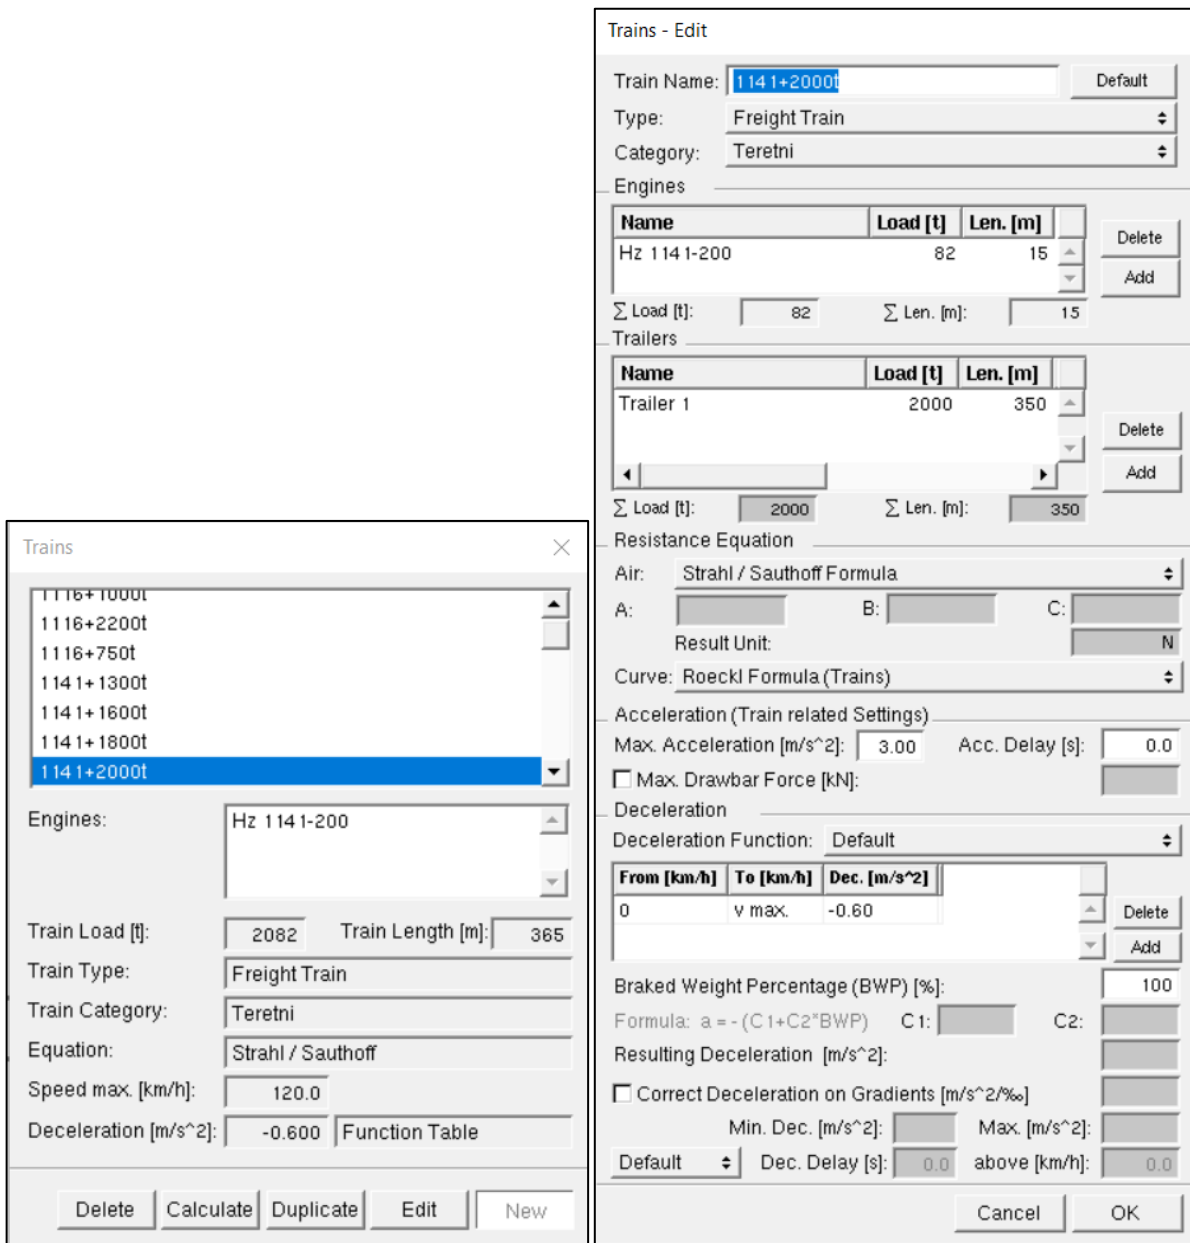 Trains
1116+1000t
1116+2200t
1116+750t
1141+1300t
1141+1600t
1141+1800t
1141+2000t
Engines: Hz 1141-200
Train Load [t]: 2082 Train Length [m]: 365
Train Type: Freight Train
Train Category: Teretni
Equation: Strahl / Sauthoff
Speed max. [km/h]: 120.0
Deceleration [m/s^2]: -0.600 Function Table
Delete Calculate Duplicate Edit New
Trains - Edit
Train Name: 1141+2000t Default
Type: Freight Train
Category: Teretni
Engines
Name Load [t] Len. [m]
Hz 1141-200 82 15
Delete
Add
∑ Load [t]: 82 ∑ Len. [m]: 15
Trailers
Name Load [t] Len. [m]
Trailer 1 2000 350
Delete
Add
∑ Load [t]: 2000 ∑ Len. [m]: 350
Resistance Equation
Air: Strahl / Sauthoff Formula
A: B: C:
Result Unit: N
Curve: Roeckl Formula (Trains)
Acceleration (Train related Settings)
Max. Acceleration [m/s^2]: 3.00 Acc. Delay [s]: 0.0
Max. Drawbar Force [kN]:
Deceleration
Deceleration Function: Default
From [km/h] To [km/h] Dec. [m/s^2]
0 v max. -0.60
Delete
Add
Braked Weight Percentage (BWP) [%]: 100
Formula: a = - (C1+C2*BWP) C1: C2:
Resulting Deceleration [m/s^2]:
Correct Deceleration on Gradients [m/s^2/‰]
Min. Dec. [m/s^2]: Max. [m/s^2]:
Default Dec. Delay [s]: 0.0 above [km/h]: 0.0
Cancel OK